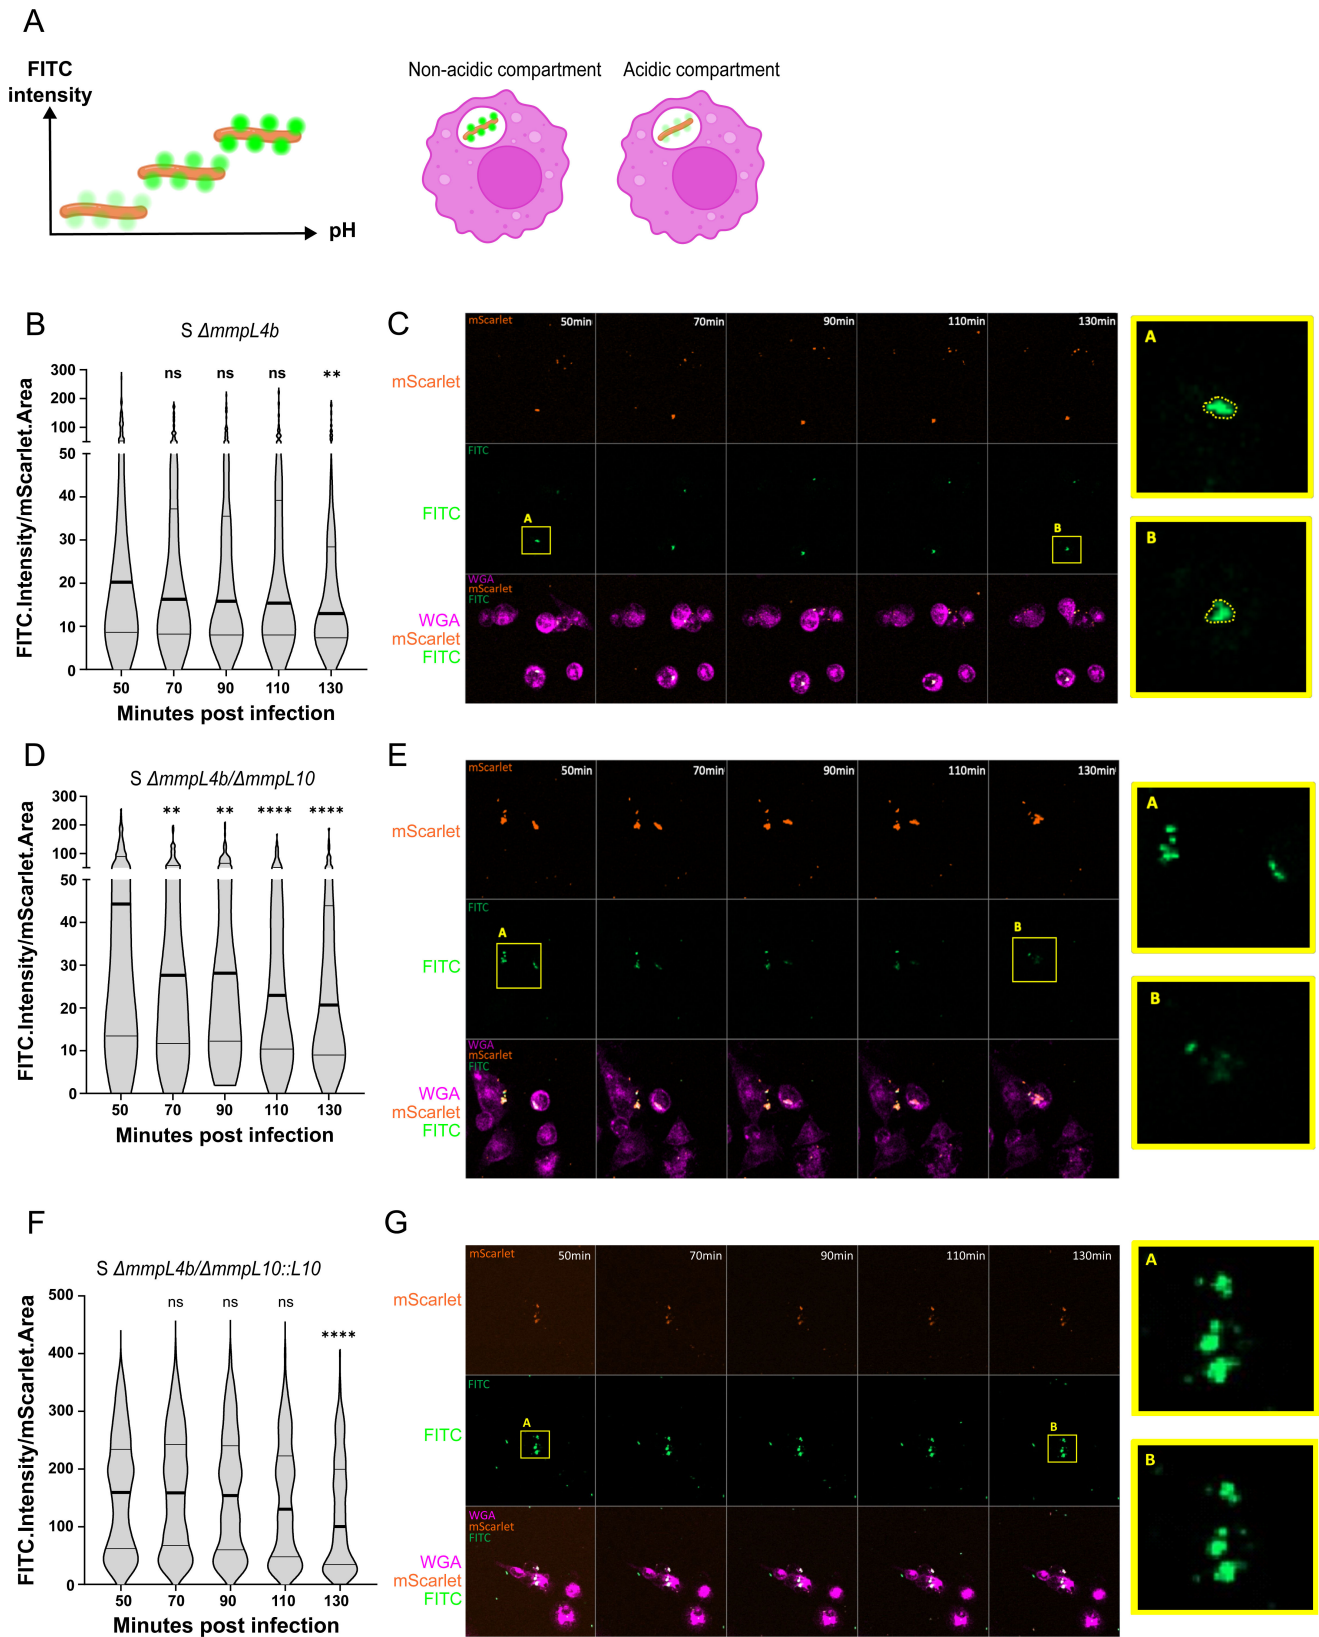 A
FITC
intensity
pH
Non-acidic compartment
Acidic compartment
B
S ΔmmpL4b
FITC.Intensity/mScarlet.Area
300
200
100
50
40
30
20
10
0
ns
ns
ns
**
50
70
90
110
130
Minutes post infection
C
mScarlet
FITC
WGA
mScarlet
FITC
mScarlet
50min
70min
90min
110min
130min
FITC
A
B
WGA
mScarlet
FITC
A
B
D
S ΔmmpL4b/ΔmmpL10
FITC.Intensity/mScarlet.Area
300
200
100
50
40
30
20
10
0
**
**
****
****
50
70
90
110
130
Minutes post infection
E
mScarlet
FITC
WGA
mScarlet
FITC
mScarlet
50min
70min
90min
110min
130min
FITC
A
B
WGA
mScarlet
FITC
A
B
F
S ΔmmpL4b/ΔmmpL10::L10
FITC.Intensity/mScarlet.Area
500
400
300
200
100
0
ns
ns
ns
****
50
70
90
110
130
Minutes post infection
G
mScarlet
FITC
WGA
mScarlet
FITC
mScarlet
50min
70min
90min
110min
130min
FITC
A
B
WGA
mScarlet
FITC
A
B